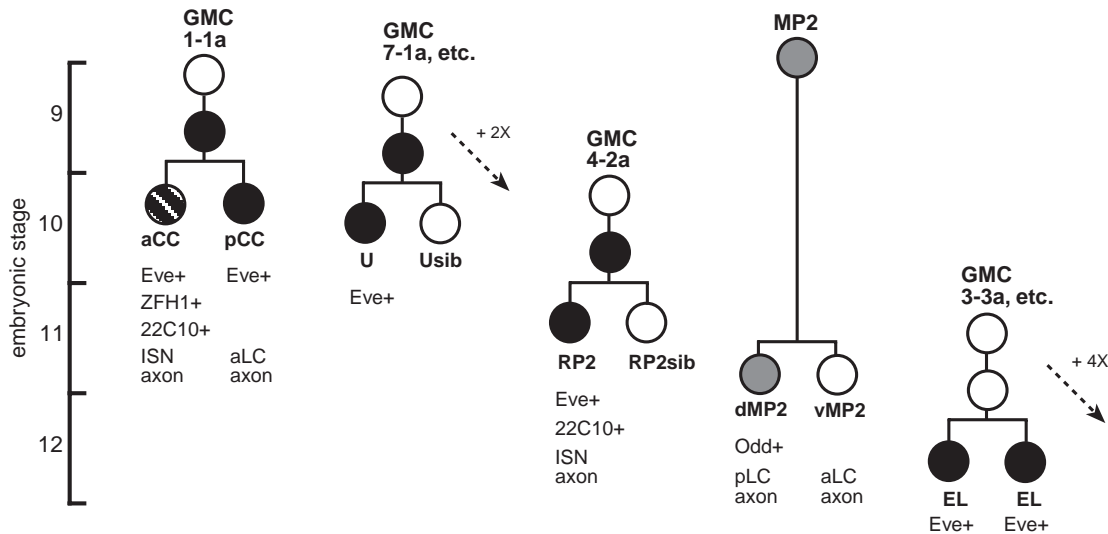 GMC
1-1a
GMC
7-1a, etc.
MP2
embryonic stage
9
10
11
12
+ 2X
GMC
4-2a
aCC
pCC
U
Usib
Eve+
Eve+
ZFH1+
22C10+
ISN
axon
aLC
axon
Eve+
RP2
RP2sib
Eve+
22C10+
ISN
axon
dMP2
vMP2
Odd+
pLC
axon
aLC
axon
GMC
3-3a, etc.
+ 4X
EL
EL
Eve+
Eve+